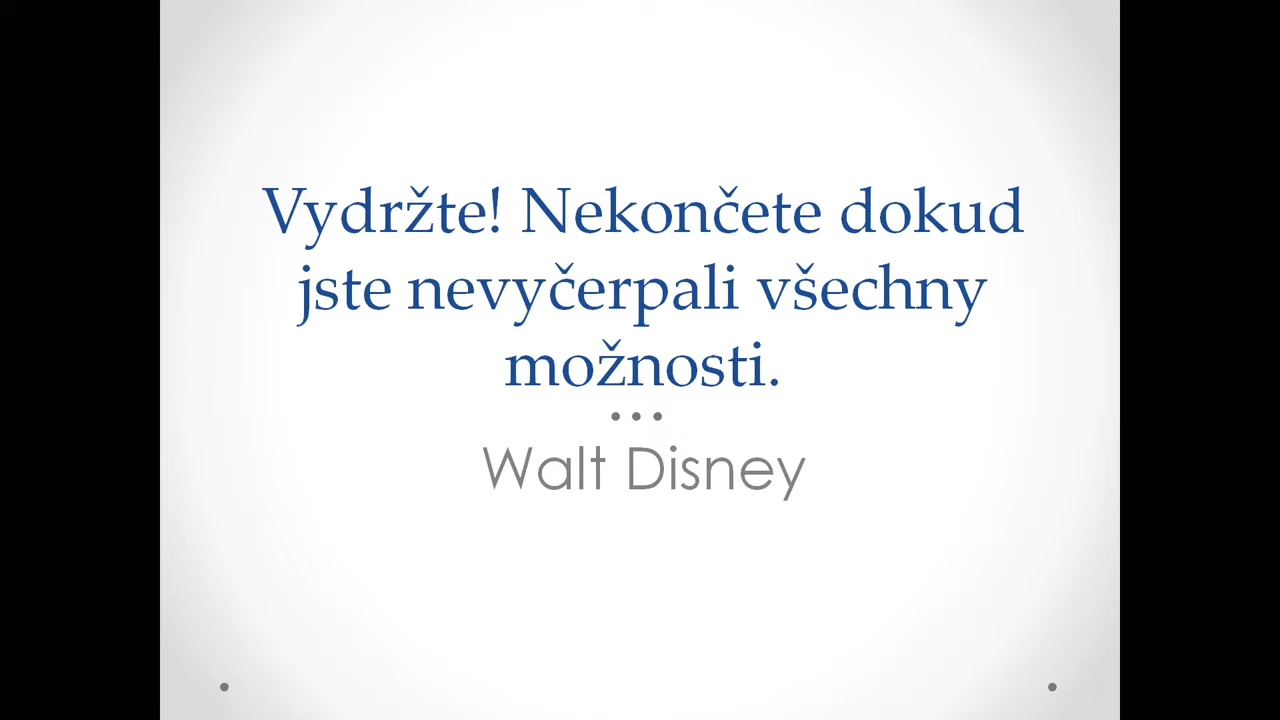 Vydržte! Nekončete dokud
jste nevyčerpali všechny
možnosti.
Walt Disney